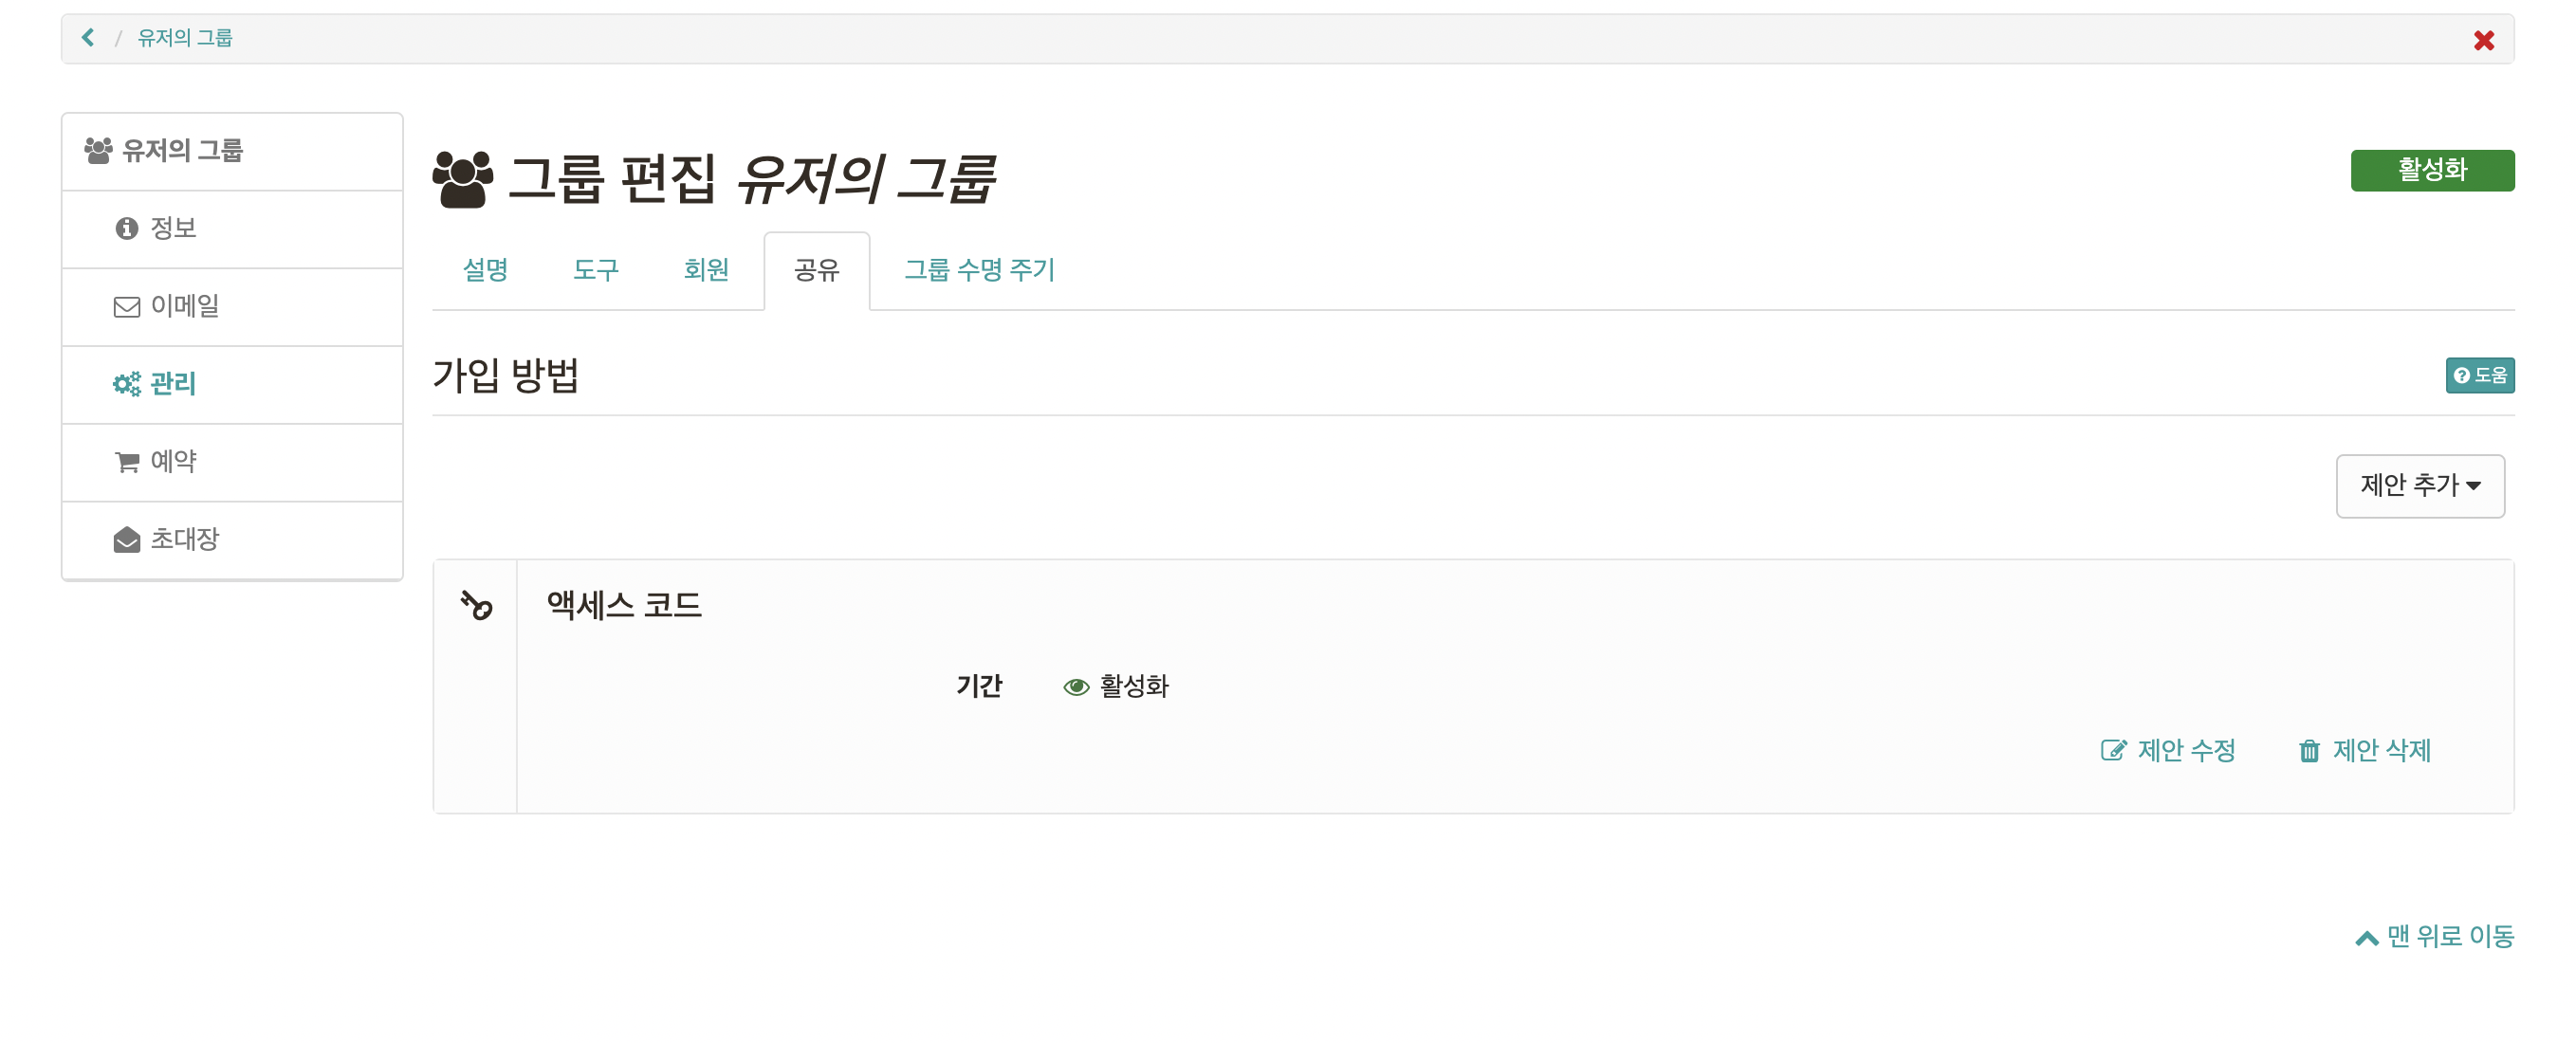 / 유저의 그룹
유저의 그룹
정보
이메일
관리
예약
초대장
그룹 편집 유저의 그룹
활성화
설명 도구 회원 공유 그룹 수명 주기
가입 방법
도움
제안 추가
액세스 코드
기간 활성화
제안 수정 제안 삭제
맨 위로 이동